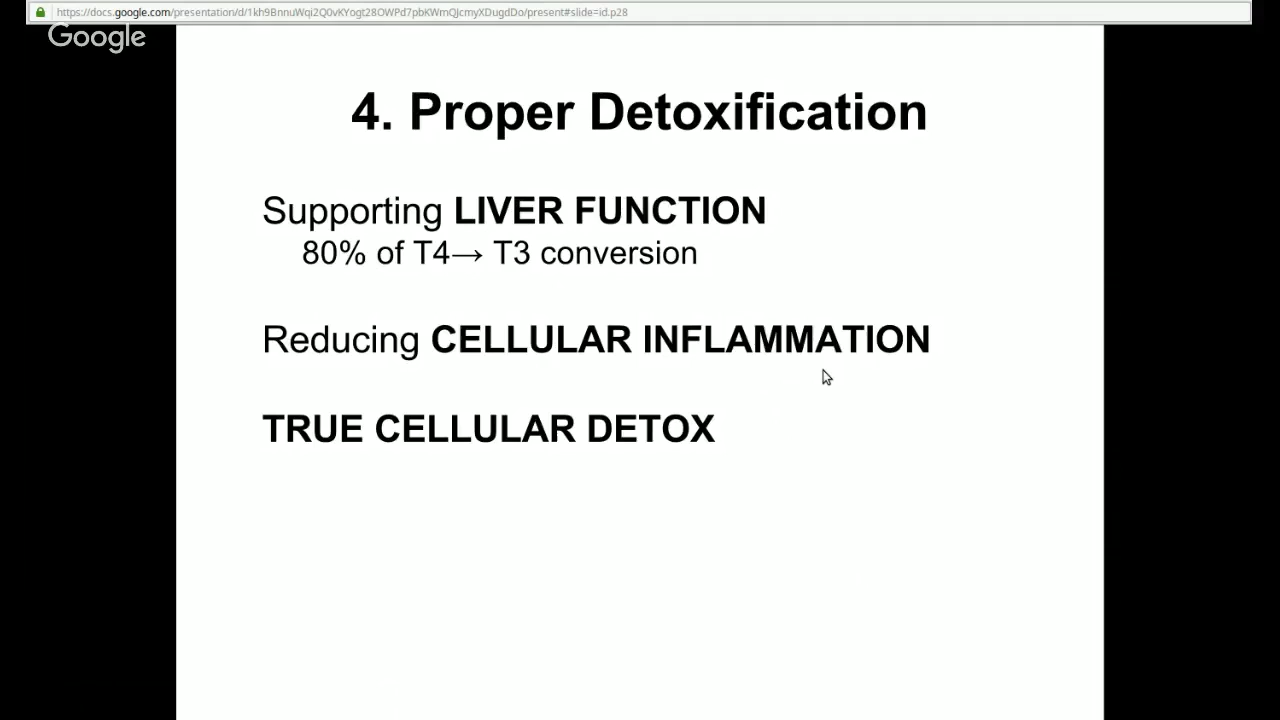 https://docs.google.com/presentation/d/1kh9BnnuWqi2Q0vKYogt28OWPd7pbKWmQJcmyXDugdDo/present#slide=id.p28
Google
4. Proper Detoxification
Supporting LIVER FUNCTION
80% of T4→ T3 conversion
Reducing CELLULAR INFLAMMATION
TRUE CELLULAR DETOX